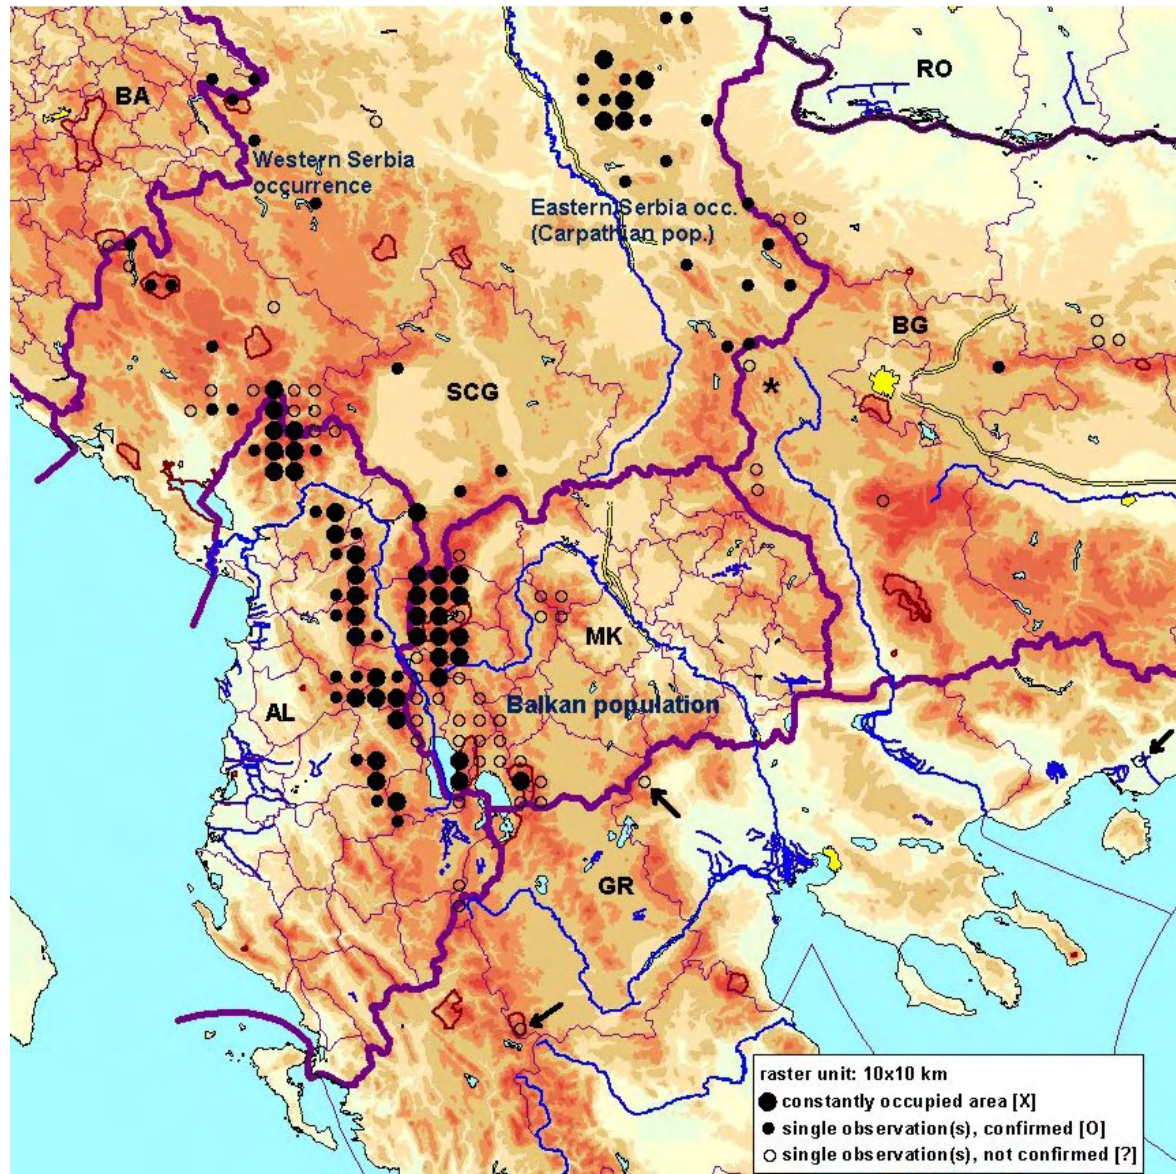 RO
BA
Western Serbia
occurrence
Eastern Serbia occ.
(Carpathian pop.)
BG
*
SCG
MK
Balkan population
AL
GR
raster unit: 10x10 km
constantly occupied area [X]
single observation(s), confirmed [O]
single observation(s), not confirmed [?]